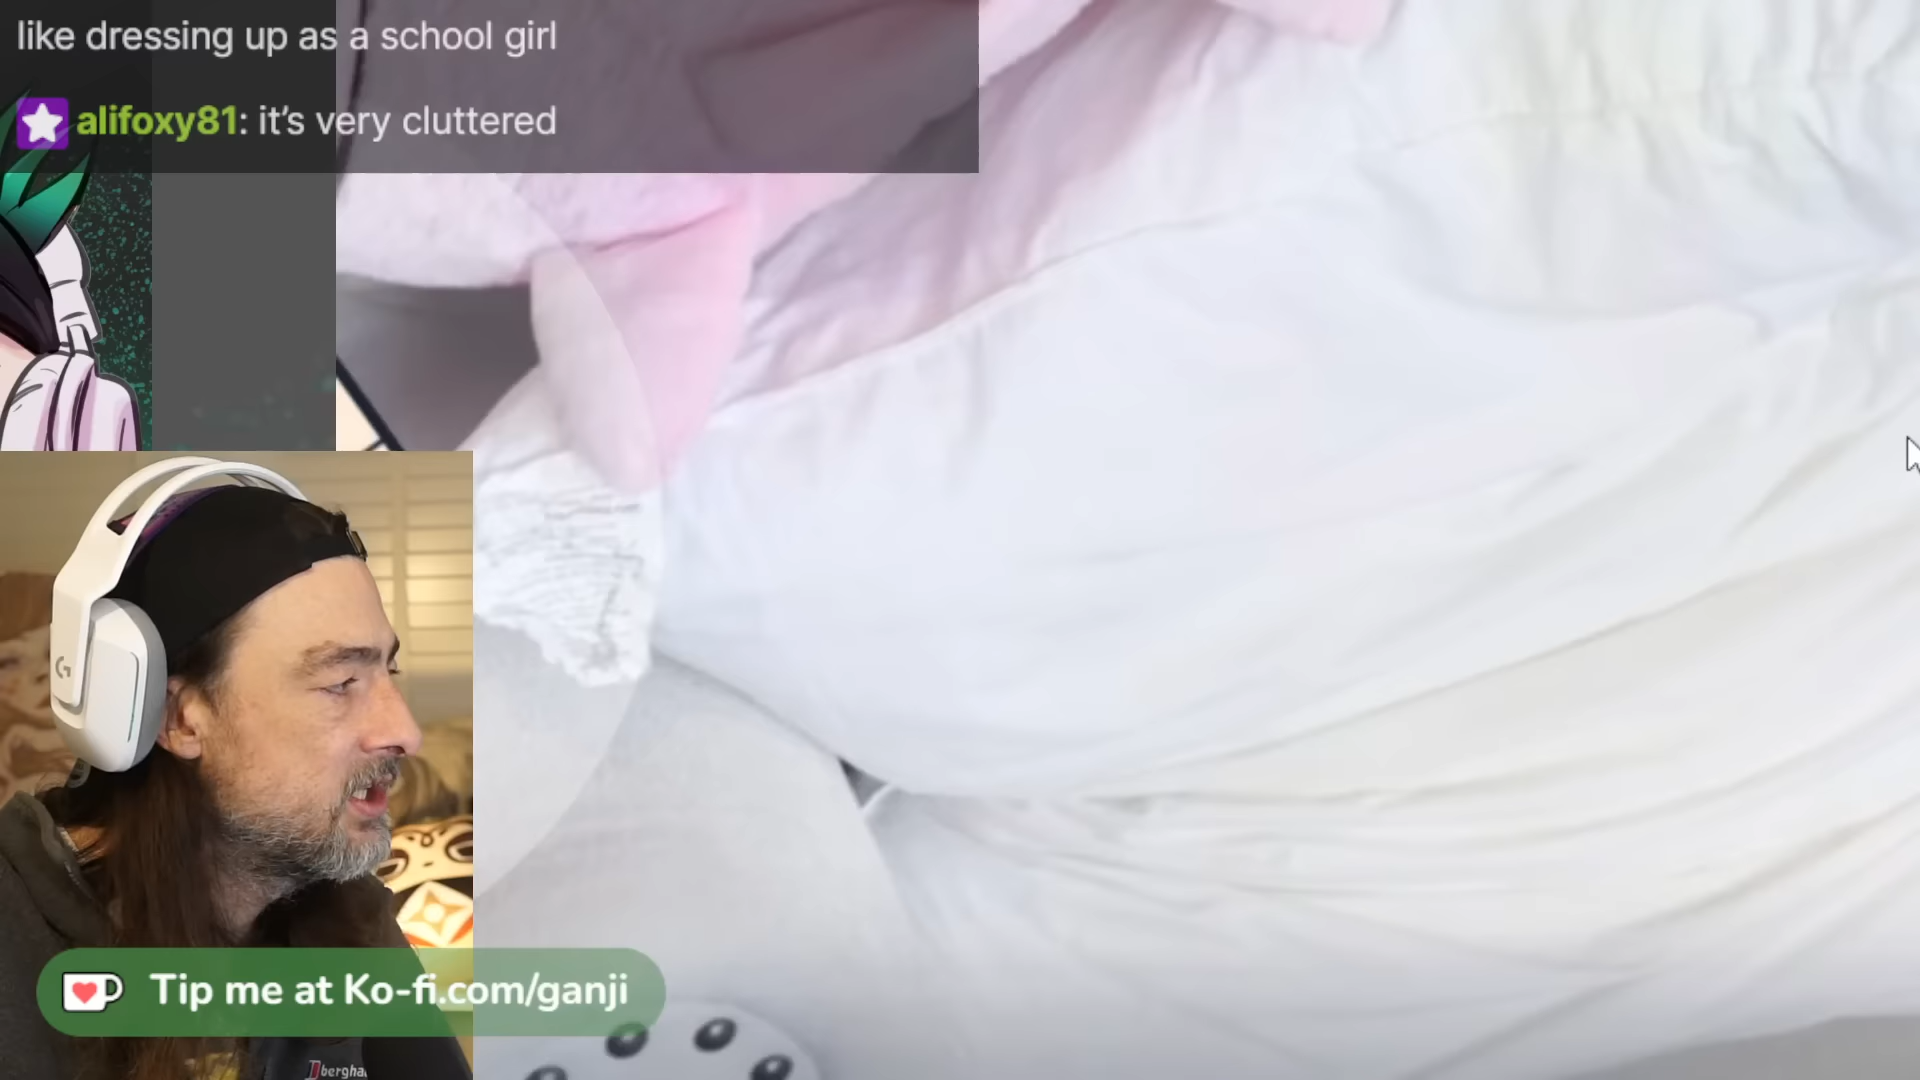 like dressing up as a school girl
alifoxy81: it's very cluttered
Tip me at Ko-fi.com/ganji